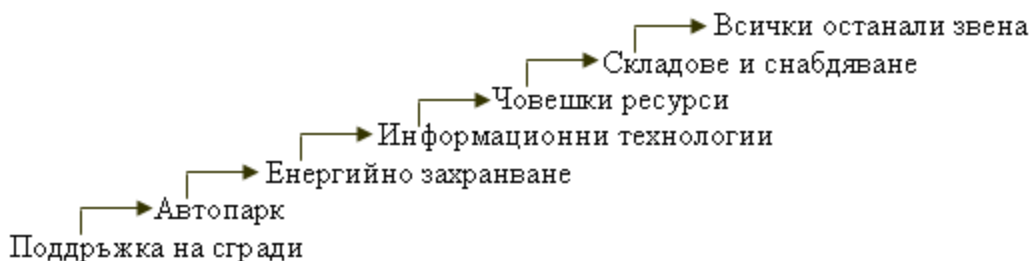 Всички останали звена
Складове и снабдяване
Човешки ресурси
Информационни технологии
Енергийно захранване
Автопарк
Поддръжка на сгради